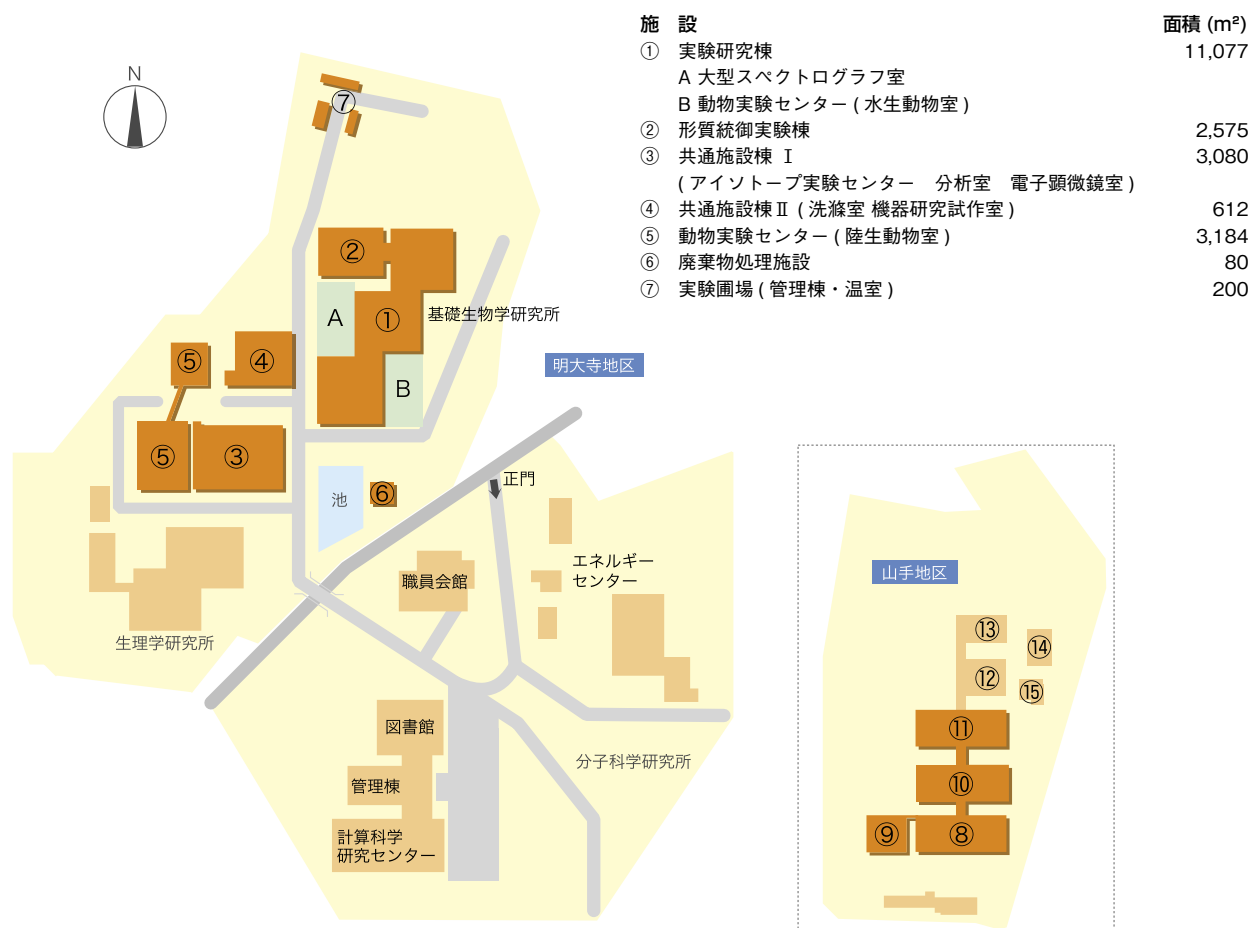 施 設 面積 (m²)
① 実験研究棟 11,077
A 大型スペクトログラフ室
B 動物実験センター ( 水生動物室 )
② 形質統御実験棟 2,575
③ 共通施設棟 Ⅰ 3,080
( アイソトープ実験センター 分析室 電子顕微鏡室 )
④ 共通施設棟Ⅱ ( 洗滌室 機器研究試作室 ) 612
⑤ 動物実験センター ( 陸生動物室 ) 3,184
⑥ 廃棄物処理施設 80
⑦ 実験圃場 ( 管理棟・温室 ) 200
N
⑦
②
A
①
基礎生物学研究所
⑤
④
B
明大寺地区
⑤
③
池
⑥
正門
職員会館
エネルギー
センター
生理学研究所
図書館
管理棟
計算科学
研究センター
分子科学研究所
山手地区
⑬
⑭
⑫
⑮
⑪
⑩
⑨
⑧